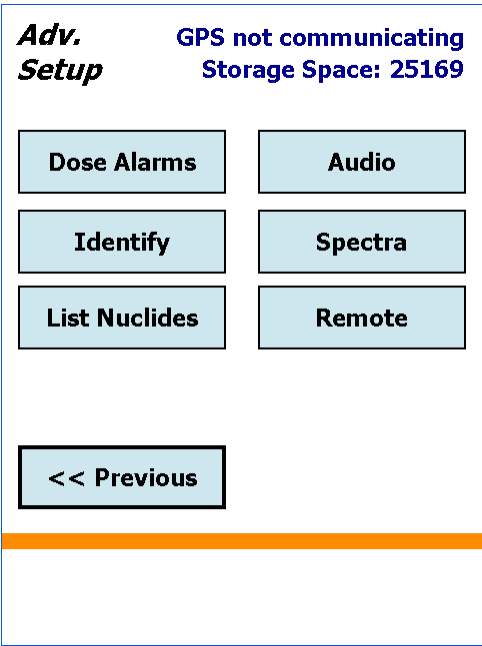 Adv.
Setup
GPS not communicating
Storage Space: 25169
Dose Alarms
Audio
Identify
Spectra
List Nuclides
Remote
<< Previous